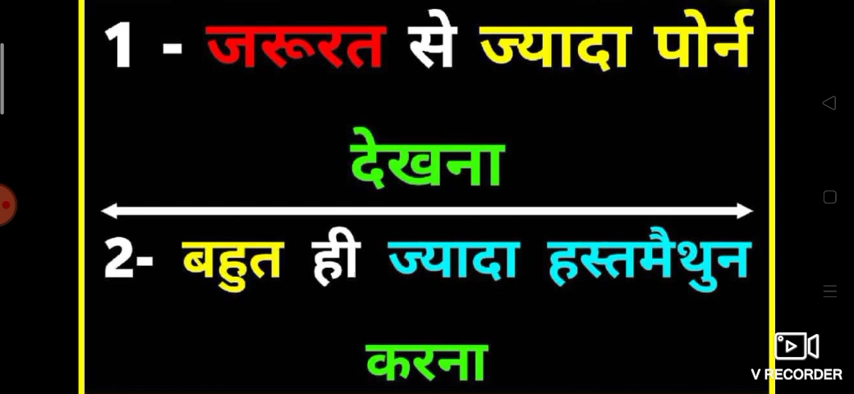 1 - जरूरत से ज्यादा पोर्न
देखना
2- बहुत ही ज्यादा हस्तमैथुन
करना
V RECORDER